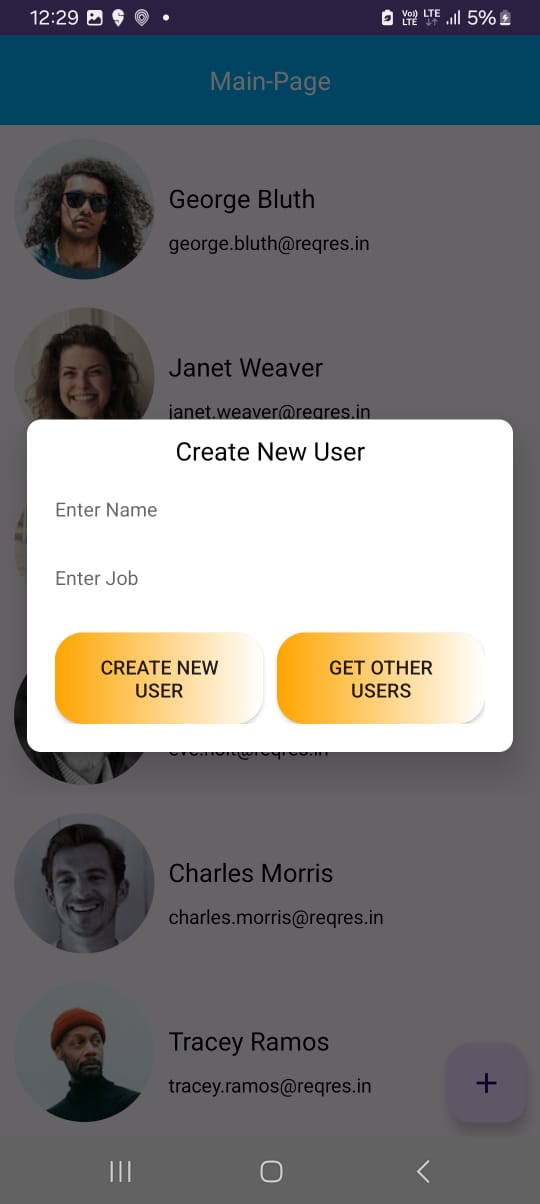 12:29 Vo) LTE LTE 5%
Main-Page
George Bluth
george.bluth@reqres.in
Janet Weaver
janet.weaver@reqres.in
Create New User
Enter Name
Enter Job
CREATE NEW
USER
GET OTHER
USERS
eve.holt@reqres.in
Charles Morris
charles.morris@reqres.in
Tracey Ramos
tracey.ramos@reqres.in
+